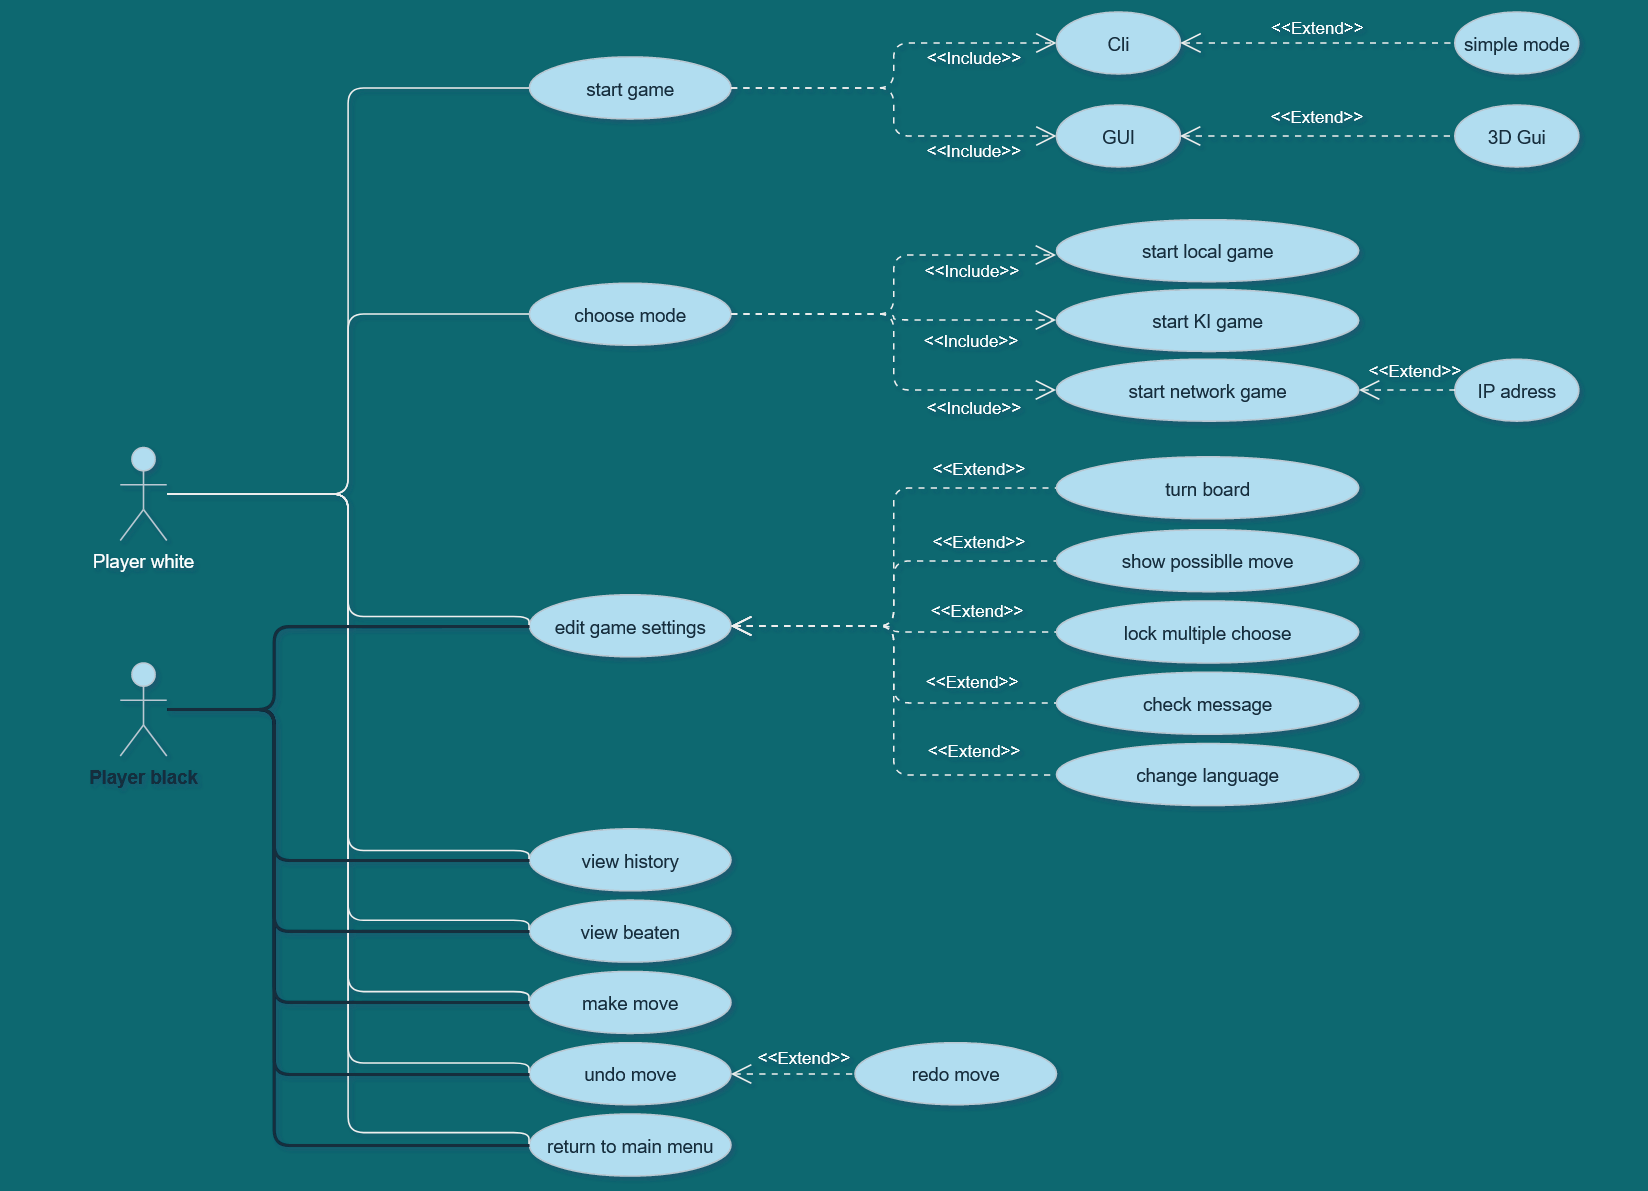 <<Extend>>
Cli
simple mode
<<Include>>
start game
<<Extend>>
GUI
3D Gui
<<Include>>
start local game
<<Include>>
choose mode
start KI game
<<Include>>
<<Extend>>
start network game
IP adress
<<Include>>
<<Extend>>
turn board
<<Extend>>
show possiblle move
Player white
<<Extend>>
edit game settings
lock multiple choose
<<Extend>>
check message
<<Extend>>
change language
Player black
view history
view beaten
make move
<<Extend>>
undo move
redo move
return to main menu